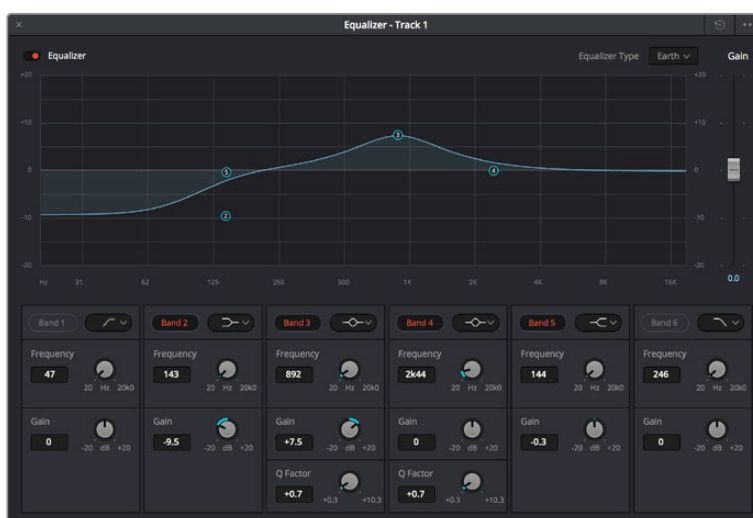 Equalizer - Track 1
Equalizer
Equalizer Type Earth Gain
+20 +20
+10 +10
0 0
-10 -10
-20 -20
Hz 31 62 125 250 500 1K 2K 4K 8K 16K
0.0
5 2 3 4
Band 1 Band 2 Band 3 Band 4 Band 5 Band 6
Frequency Frequency Frequency Frequency Frequency Frequency
47 143 892 2k44 144 246
20 Hz 20k0 20 Hz 20k0 20 Hz 20k0 20 Hz 20k0 20 Hz 20k0 20 Hz 20k0
Gain Gain Gain Gain Gain Gain
0 -9.5 +7.5 0 -0.3 0
-20 dB +20 -20 dB +20 -20 dB +20 -20 dB +20 -20 dB +20 -20 dB +20
Q Factor Q Factor
+0.7 +0.7
+0.3 +10.3 +0.3 +10.3